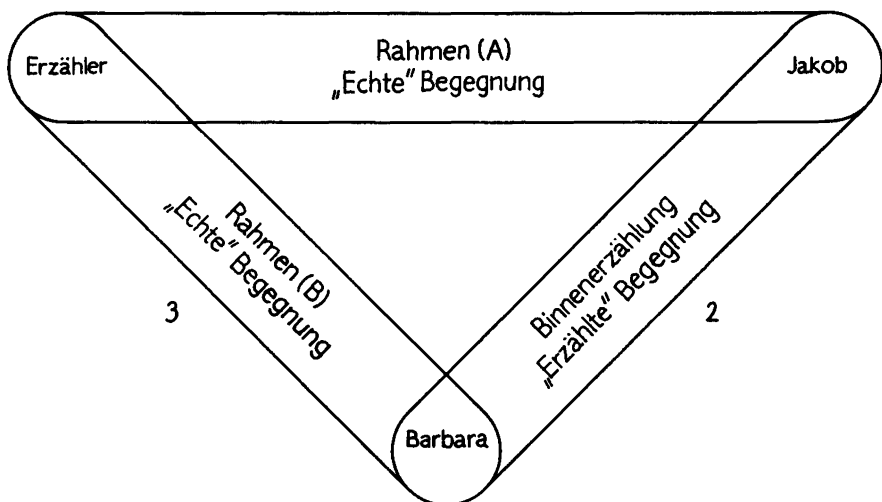 Erzähler
Rahmen (A)
„Echte" Begegnung
Jakob
Rahmen (B)
„Echte" Begegnung
3
Binnenerzählung
„Erzählte" Begegnung
2
Barbara